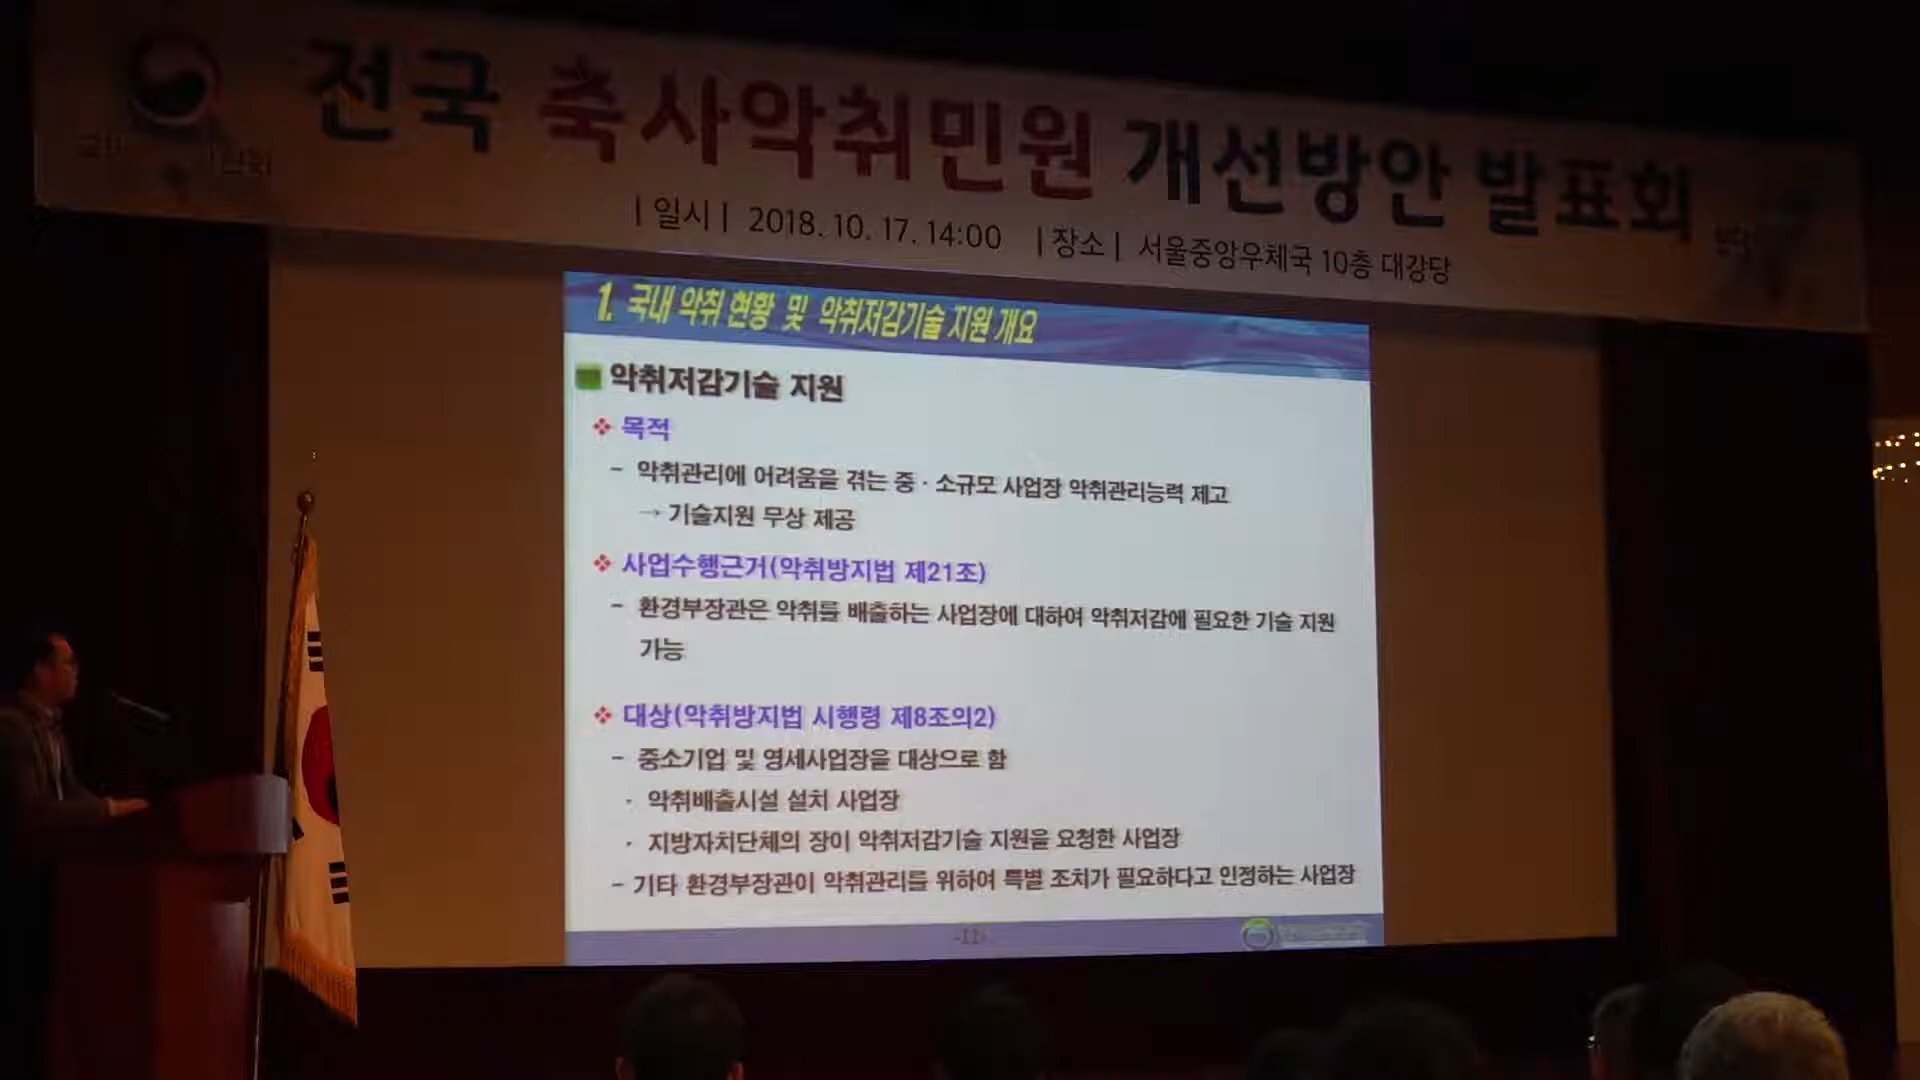 전국 축사악취민원 개선방안 발표회
| 일시 | 2018. 10. 17. 14:00 | 장소 | 서울중앙우체국 10층 대강당
1. 국내 악취 현황 및 악취저감기술 지원 개요
악취저감기술 지원
❖ 목적
- 악취관리에 어려움을 겪는 중 · 소규모 사업장 악취관리능력 제고
→ 기술지원 무상 제공
❖ 사업수행근거(악취방지법 제21조)
- 환경부장관은 악취를 배출하는 사업장에 대하여 악취저감에 필요한 기술 지원
가능
❖ 대상(악취방지법 시행령 제8조의2)
- 중소기업 및 영세사업장을 대상으로 함
· 악취배출시설 설치 사업장
· 지방자치단체의 장이 악취저감기술 지원을 요청한 사업장
- 기타 환경부장관이 악취관리를 위하여 특별 조치가 필요하다고 인정하는 사업장